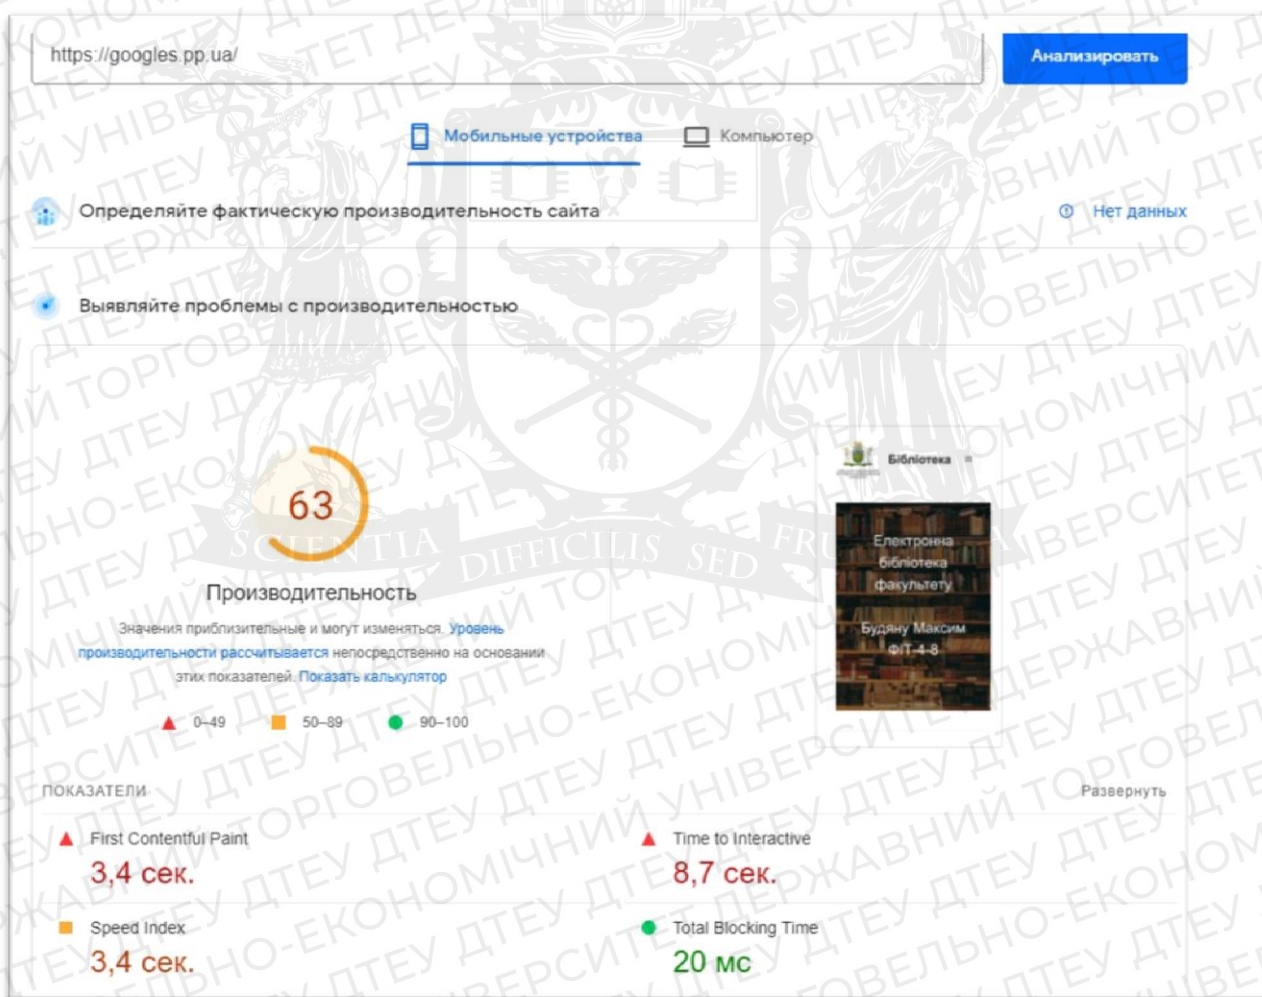 https://googles.pp.ua/
Анализировать
Мобильные устройства
Компьютер
Определяйте фактическую производительность сайта
Нет данных
Выявляйте проблемы с производительностью
63
Производительность
Значения приблизительные и могут изменяться. Уровень
производительности рассчитывается непосредственно на основании
этих показателей. Показать калькулятор
0–49
50–89
90–100
Бібліотека
Електронна
бібліотека
факультету
Будяну Максим
ФІТ-4-8
SCIENTIA DIFFICILIS SED
ПОКАЗАТЕЛИ
Развернуть
First Contentful Paint
3,4 сек.
Time to Interactive
8,7 сек.
Speed Index
3,4 сек.
Total Blocking Time
20 мс